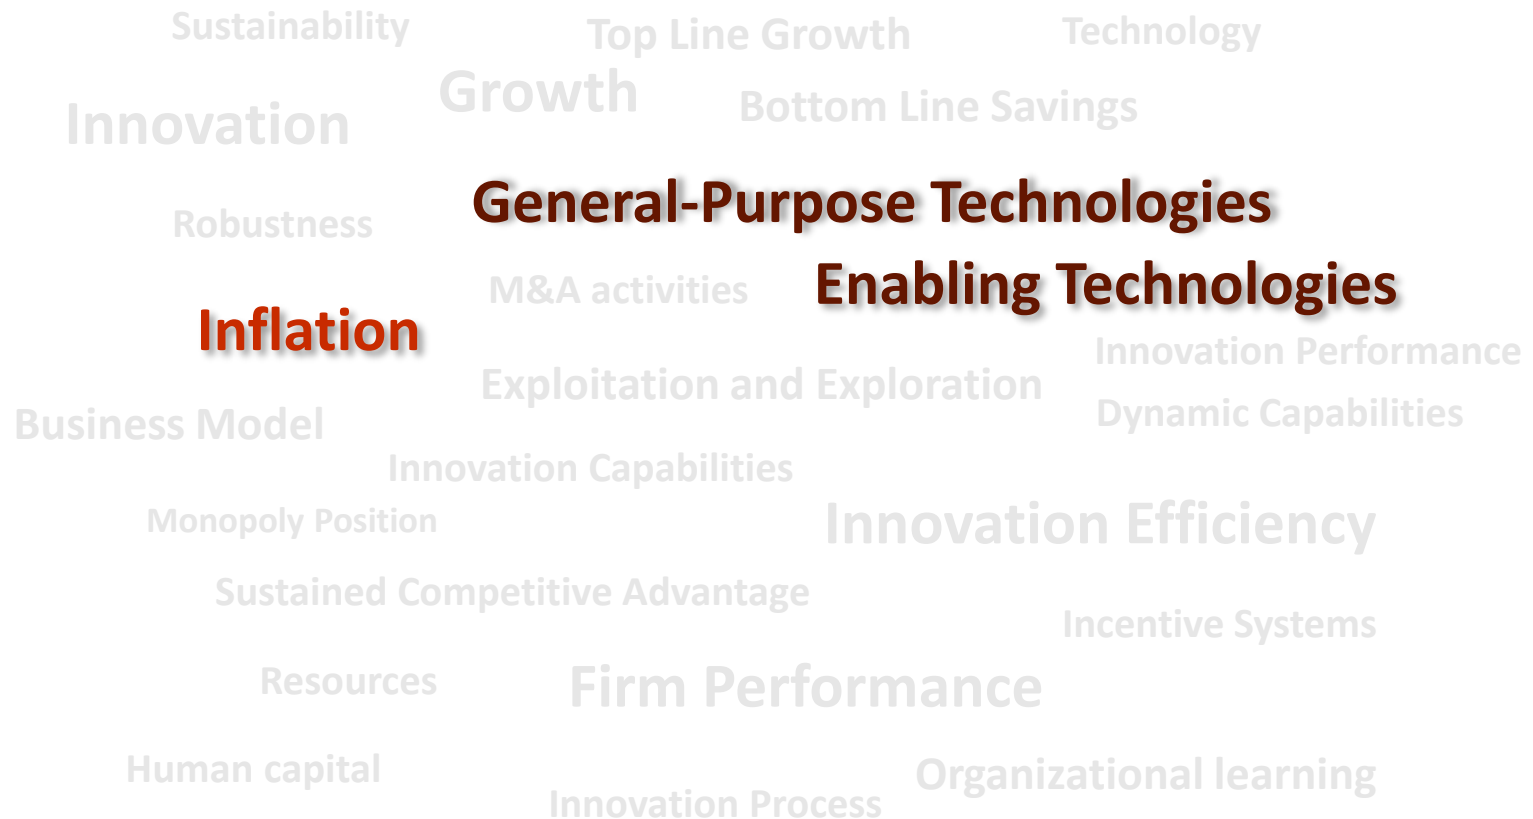 Sustainability
Top Line Growth
Technology
Growth
Bottom Line Savings
Innovation
General-Purpose Technologies
Robustness
Enabling Technologies
M&A activities
Inflation
Innovation Performance
Exploitation and Exploration
Dynamic Capabilities
Business Model
Innovation Capabilities
Monopoly Position
Innovation Efficiency
Sustained Competitive Advantage
Incentive Systems
Resources
Firm Performance
Human capital
Organizational learning
Innovation Process